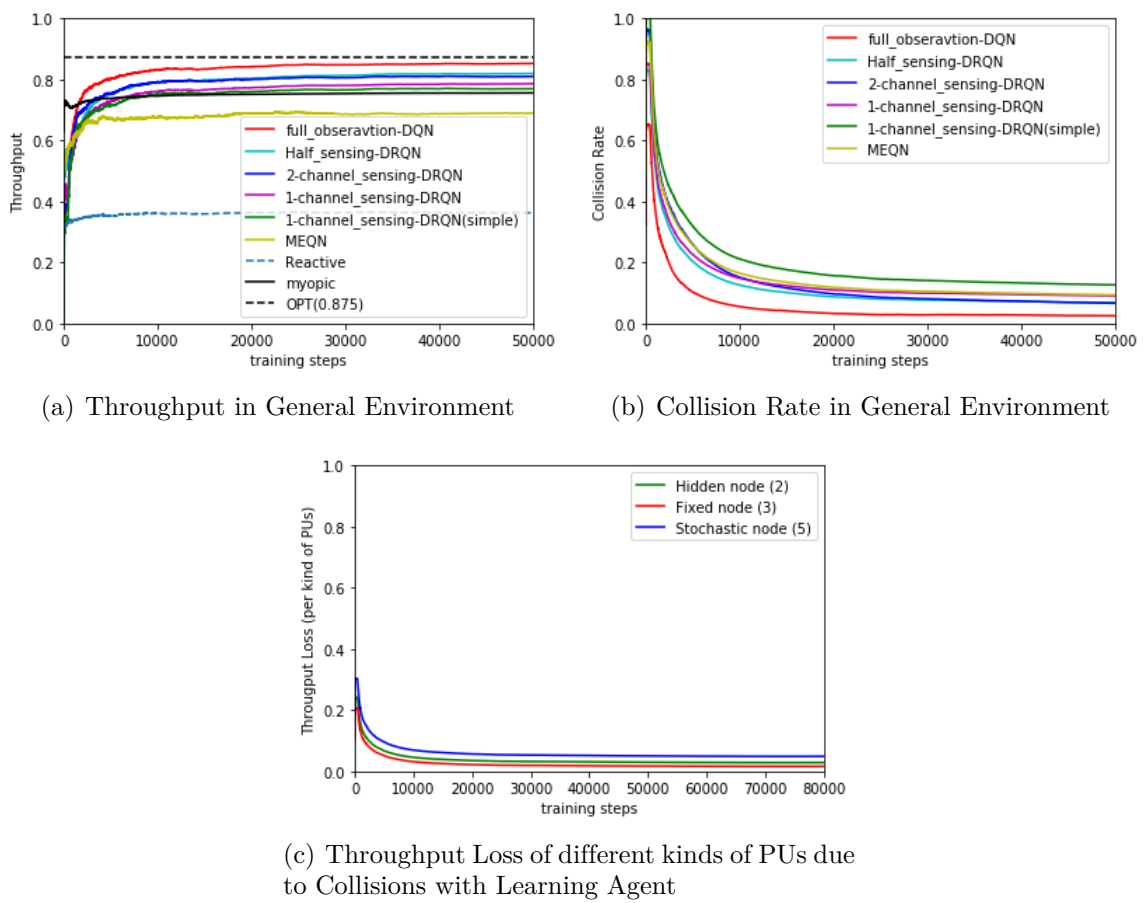 1.0
0.8
0.6
0.4
0.2
0.0
Throughput
0 10000 20000 30000 40000 50000
training steps
full_obseravtion-DQN
Half_sensing-DRQN
2-channel_sensing-DRQN
1-channel_sensing-DRQN
1-channel_sensing-DRQN(simple)
MEQN
Reactive
myopic
OPT(0.875)
(a) Throughput in General Environment
1.0
0.8
0.6
0.4
0.2
0.0
Collision Rate
0 10000 20000 30000 40000 50000
training steps
full_obseravtion-DQN
Half_sensing-DRQN
2-channel_sensing-DRQN
1-channel_sensing-DRQN
1-channel_sensing-DRQN(simple)
MEQN
(b) Collision Rate in General Environment
1.0
0.8
0.6
0.4
0.2
0.0
Througput Loss (per kind of PUs)
0 10000 20000 30000 40000 50000 60000 70000 80000
training steps
Hidden node (2)
Fixed node (3)
Stochastic node (5)
(c) Throughput Loss of different kinds of PUs due
to Collisions with Learning Agent